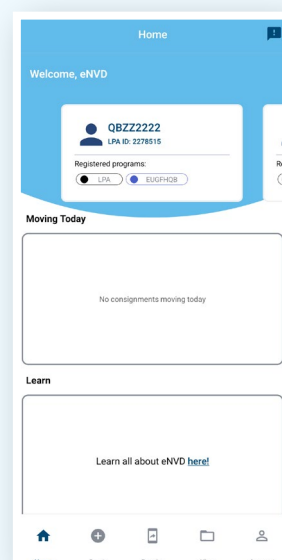 Home
Welcome, eNVD
QBZZ2222
LPA ID: 2278515
Registered programs:
LPA
EUGFHQB
Moving Today
No consignments moving today
Learn
Learn all about eNVD here!